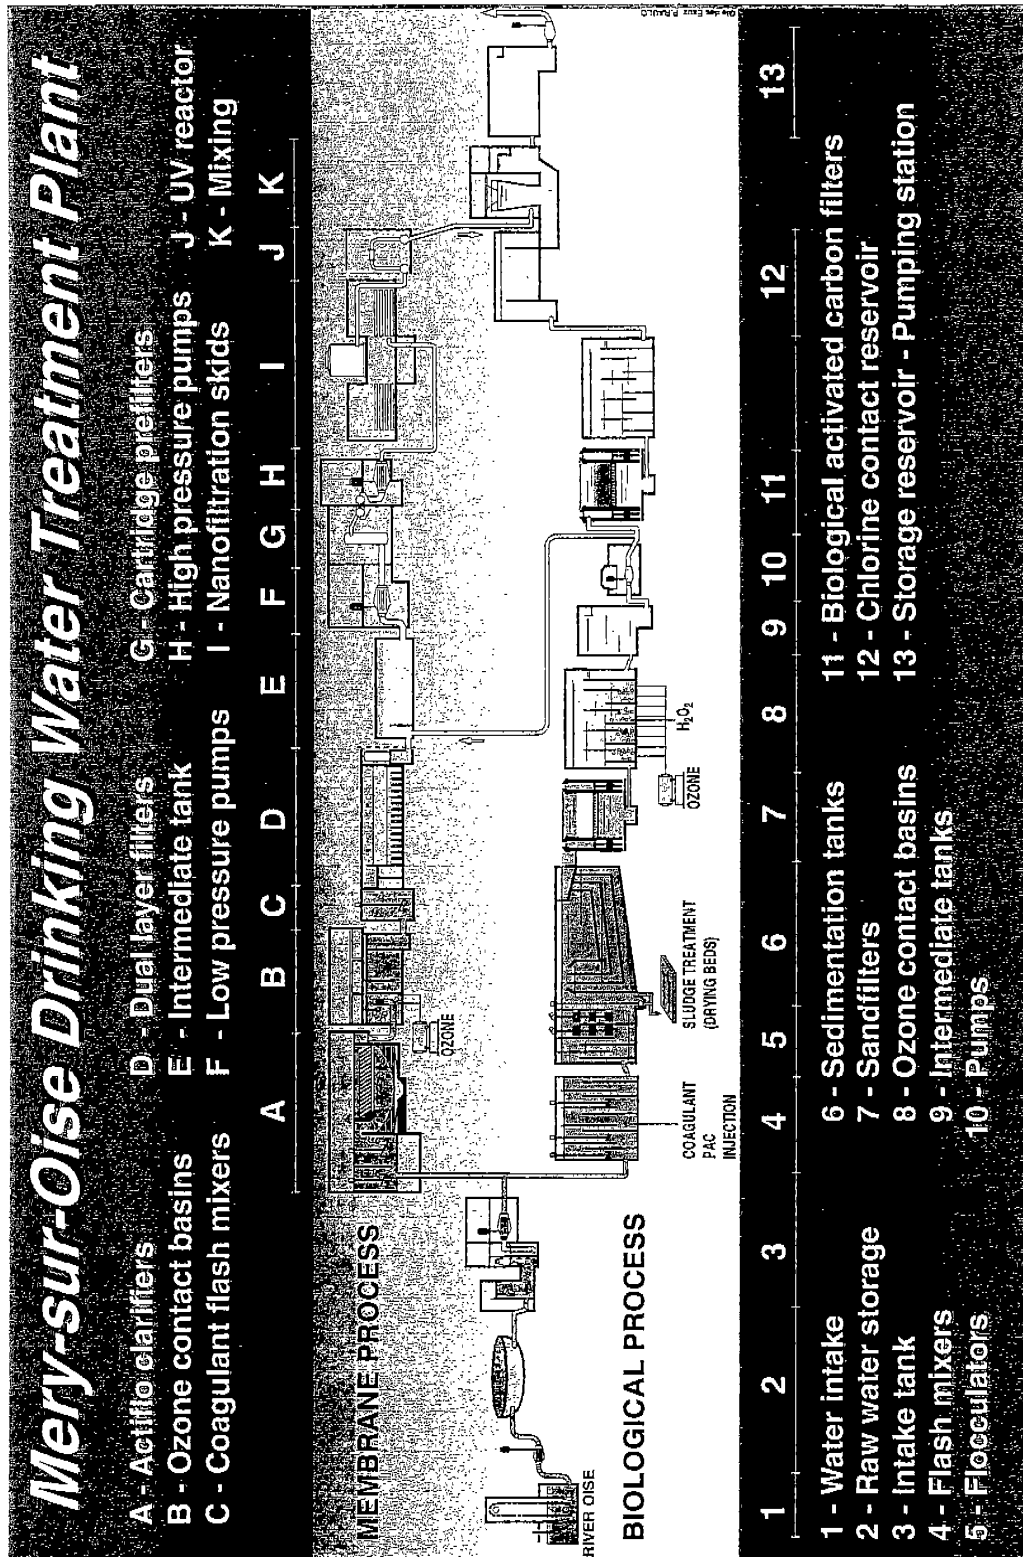 Mery-sur-Oise Drinking Water Treatment Plant
A - Actiflo clarifiers
B - Ozone contact basins
C - Coagulant flash mixers
D - Dual layer filters
E - Intermediate tank
F - Low pressure pumps
G - Cartridge prefilters
H - High pressure pumps
I - Nanofiltration skids
J - UV reactor
K - Mixing
A B C D E F G H I J K
MEMBRANE PROCESS
OZONE
RIVER OISE
BIOLOGICAL PROCESS
COAGULANT
PAC
INJECTION
SLUDGE TREATMENT
(DRYING BEDS)
OZONE
H₂O₂
1 2 3 4 5 6 7 8 9 10 11 12 13
1 - Water intake
2 - Raw water storage
3 - Intake tank
4 - Flash mixers
5 - Flocculators
6 - Sedimentation tanks
7 - Sandfilters
8 - Ozone contact basins
9 - Intermediate tanks
10 - Pumps
11 - Biological activated carbon filters
12 - Chlorine contact reservoir
13 - Storage reservoir - Pumping station